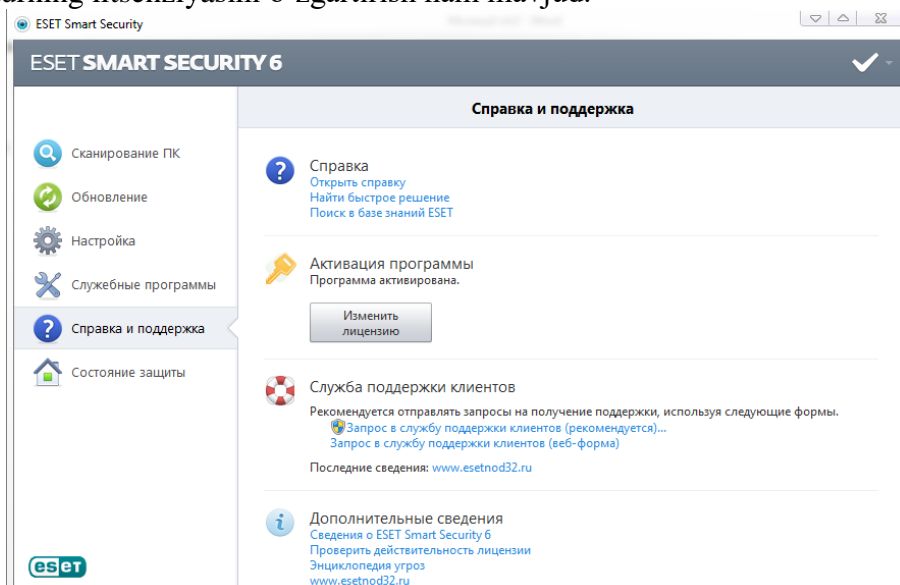 litsenziyasini o'zgartirish ham mavjud.
ESET Smart Security
ESET SMART SECURITY 6
Справка и поддержка
Сканирование ПК
Обновление
Настройка
Служебные программы
Справка и поддержка
Состояние защиты
Справка
Открыть справку
Найти быстрое решение
Поиск в базе знаний ESET
Активация программы
Программа активирована.
Изменить
лицензию
Служба поддержки клиентов
Рекомендуется отправлять запросы на получение поддержки, используя следующие формы.
Запрос в службу поддержки клиентов (рекомендуется)...
Запрос в службу поддержки клиентов (веб-форма)
Последние сведения: www.esetnod32.ru
Дополнительные сведения
Сведения о ESET Smart Security 6
Проверить действительность лицензии
Энциклопедия угроз
www.esetnod32.ru
eset